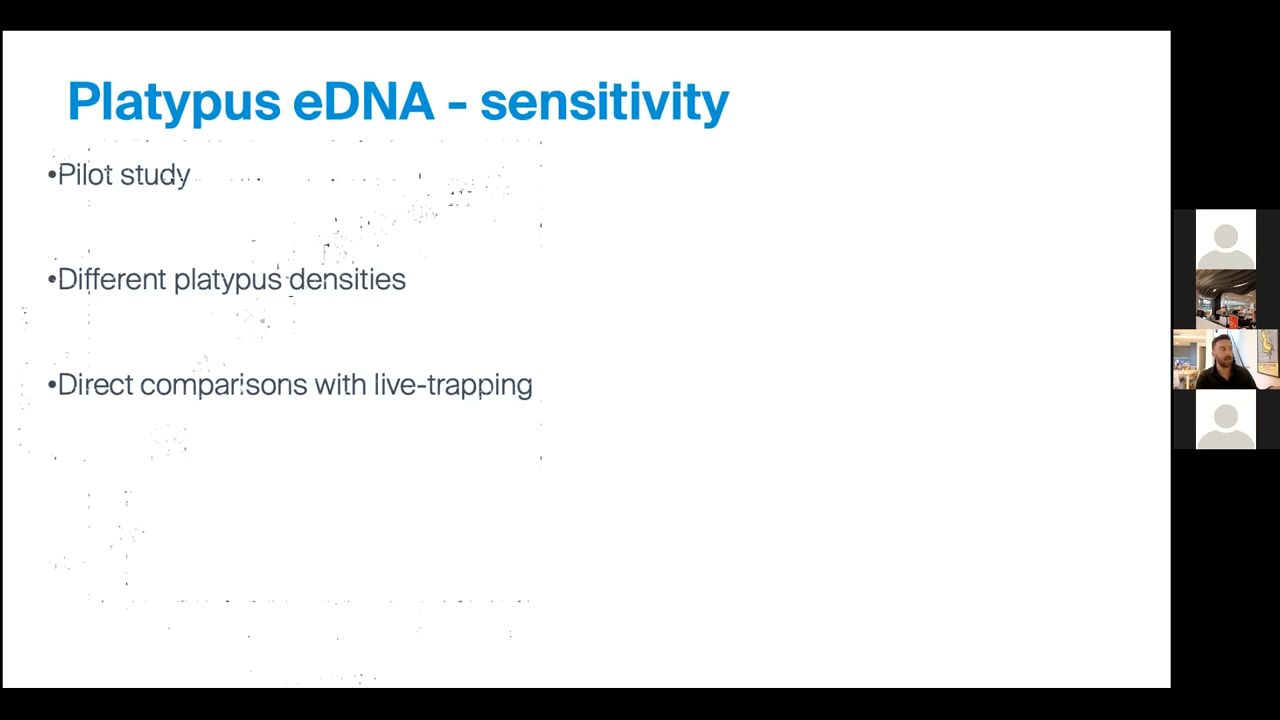 Platypus eDNA - sensitivity
•Pilot study
•Different platypus densities
•Direct comparisons with live-trapping